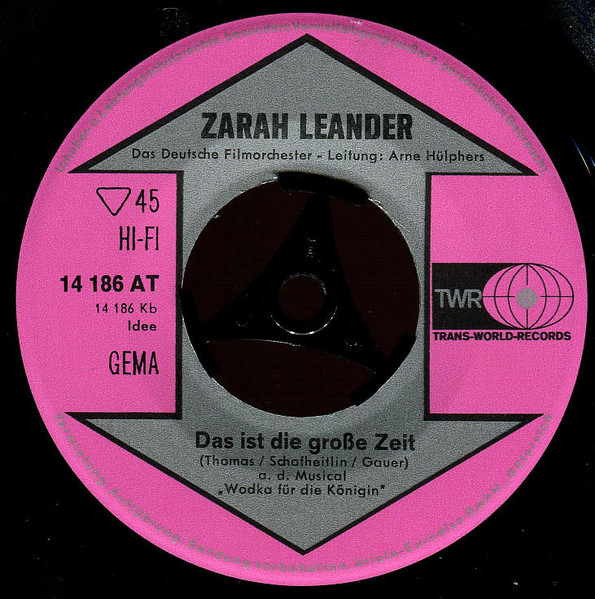 ZARAH LEANDER
Das Deutsche Filmorchester - Leitung: Arne Hülphers
45
HI-FI
14 186 AT
14 186 Kb
Idee
GEMA
TWR
TRANS-WORLD-RECORDS
Das ist die große Zeit
(Thomas / Schafheitlin / Gauer)
a. d. Musical
„Wodka für die Königin"